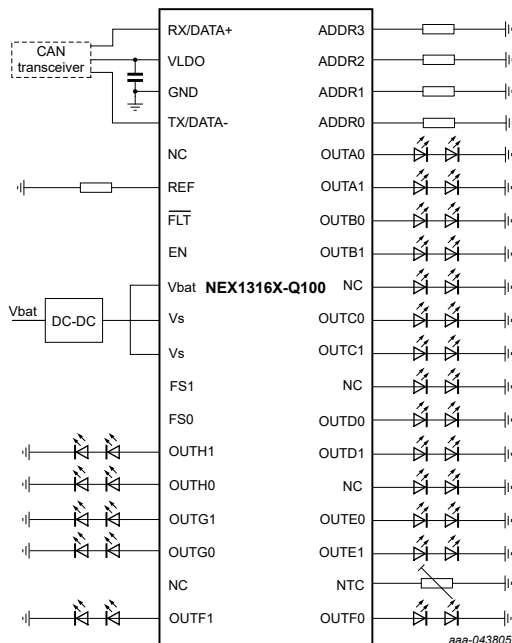 CAN
transceiver
Vbat
DC-DC
RX/DATA+
VLDO
GND
TX/DATA-
NC
REF
FLT
EN
Vbat
Vs
Vs
FS1
FS0
OUTH1
OUTH0
OUTG1
OUTG0
NC
OUTF1
NEX1316X-Q100
ADDR3
ADDR2
ADDR1
ADDR0
OUTA0
OUTA1
OUTB0
OUTB1
NC
OUTC0
OUTC1
NC
OUTD0
OUTD1
NC
OUTE0
OUTE1
NTC
OUTF0
aaa-043805